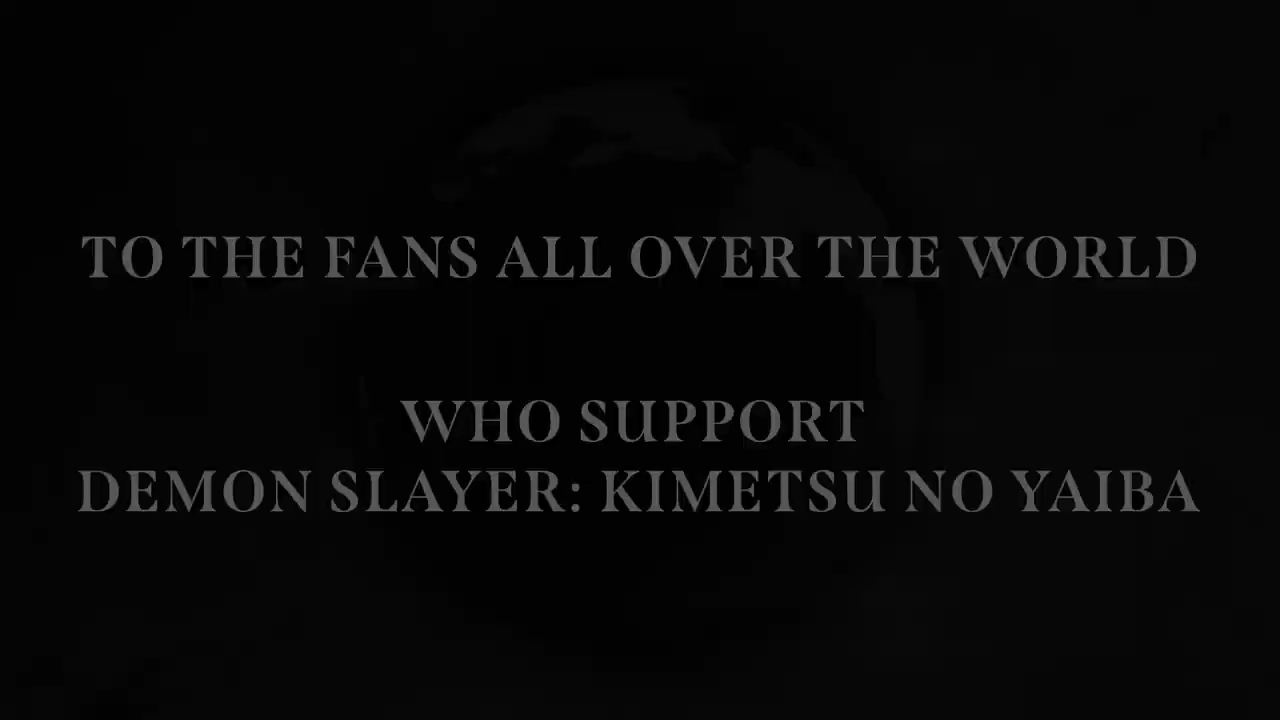 TO THE FANS ALL OVER THE WORLD
WHO SUPPORT
DEMON SLAYER: KIMETSU NO YAIBA